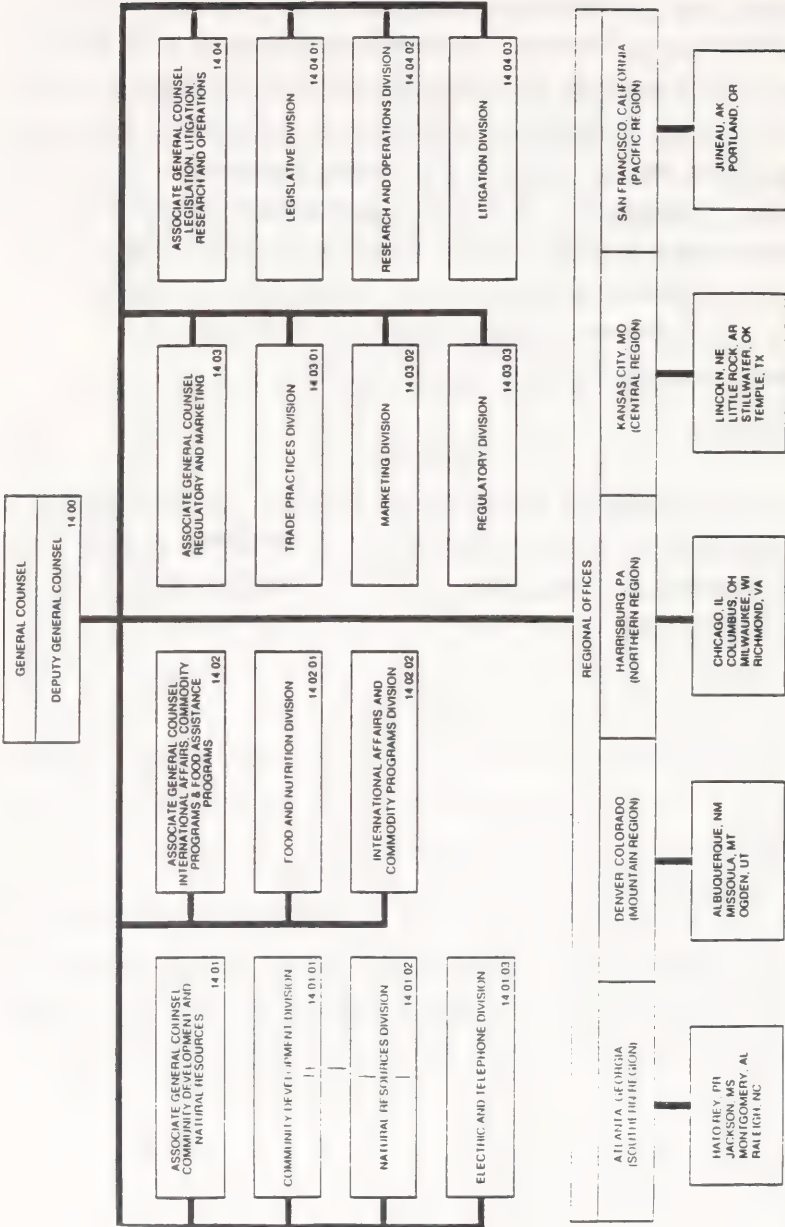 GENERAL COUNSEL
DEPUTY GENERAL COUNSEL
14 00
ASSOCIATE GENERAL COUNSEL
COMMUNITY DEVELOPMENT AND
NATURAL RESOURCES
14 01
COMMUNITY DEVELOPMENT DIVISION
14 01 01
NATURAL RESOURCES DIVISION
14 01 02
ELECTRIC AND TELEPHONE DIVISION
14 01 03
ASSOCIATE GENERAL COUNSEL
INTERNATIONAL AFFAIRS, COMMODITY
PROGRAMS & FOOD ASSISTANCE
PROGRAMS
14 02
FOOD AND NUTRITION DIVISION
14 02 01
INTERNATIONAL AFFAIRS AND
COMMODITY PROGRAMS DIVISION
14 02 02
ASSOCIATE GENERAL COUNSEL
REGULATORY AND MARKETING
14 03
TRADE PRACTICES DIVISION
14 03 01
MARKETING DIVISION
14 03 02
REGULATORY DIVISION
14 03 03
ASSOCIATE GENERAL COUNSEL
LEGISLATION, LITIGATION,
RESEARCH AND OPERATIONS
14 04
LEGISLATIVE DIVISION
14 04 01
RESEARCH AND OPERATIONS DIVISION
14 04 02
LITIGATION DIVISION
14 04 03
REGIONAL OFFICES
ATLANTA, GEORGIA
(SOUTHERN REGION)
DENVER COLORADO
(MOUNTAIN REGION)
HARRISBURG, PA
(NORTHERN REGION)
KANSAS CITY, MO
(CENTRAL REGION)
SAN FRANCISCO, CALIFORNIA
(PACIFIC REGION)
HATO REY, PR
JACKSON, MS
MONTGOMERY, AL
RALEIGH, NC
ALBUQUERQUE, NM
MISSOULA, MT
OGDEN, UT
CHICAGO, IL
COLUMBUS, OH
MILWAUKEE, WI
RICHMOND, VA
LINCOLN, NE
LITTLE ROCK, AR
STILLWATER, OK
TEMPLE, TX
JUNEAU, AK
PORTLAND, OR